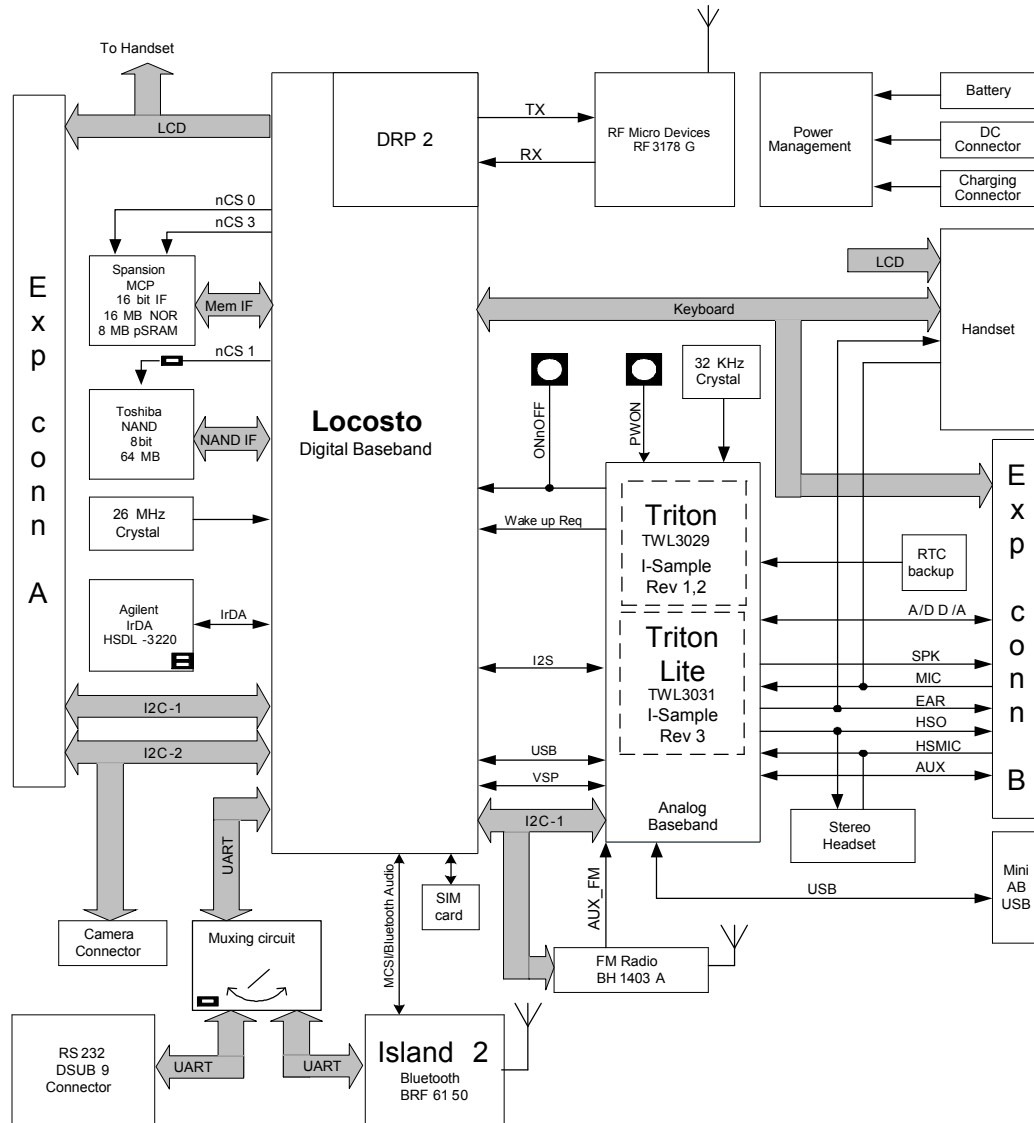 To Handset
LCD
DRP 2
TX
RX
RF Micro Devices
RF 3178 G
Power
Management
Battery
DC
Connector
Charging
Connector
nCS 0
nCS 3
Exp conn A
Spansion
MCP
16 bit IF
16 MB NOR
8 MB pSRAM
Mem IF
nCS 1
Toshiba
NAND
8bit
64 MB
NAND IF
26 MHz
Crystal
Agilent
IrDA
HSDL -3220
IrDA
I2C-1
I2C-2
Locosto
Digital Baseband
LCD
Keyboard
Handset
ONnOFF
PWON
32 KHz
Crystal
Wake up Req
Triton
TWL3029
I-Sample
Rev 1,2
Triton
Lite
TWL3031
I-Sample
Rev 3
Analog
Baseband
RTC
backup
Exp conn B
A/D D /A
SPK
MIC
EAR
HSO
HSMIC
AUX
I2S
USB
VSP
I2C-1
Stereo
Headset
USB
Mini
AB
USB
UART
MCSI/Bluetooth Audio
SIM
card
AUX_FM
Camera
Connector
Muxing circuit
FM Radio
BH 1403 A
RS 232
DSUB 9
Connector
UART
UART
Island 2
Bluetooth
BRF 61 50